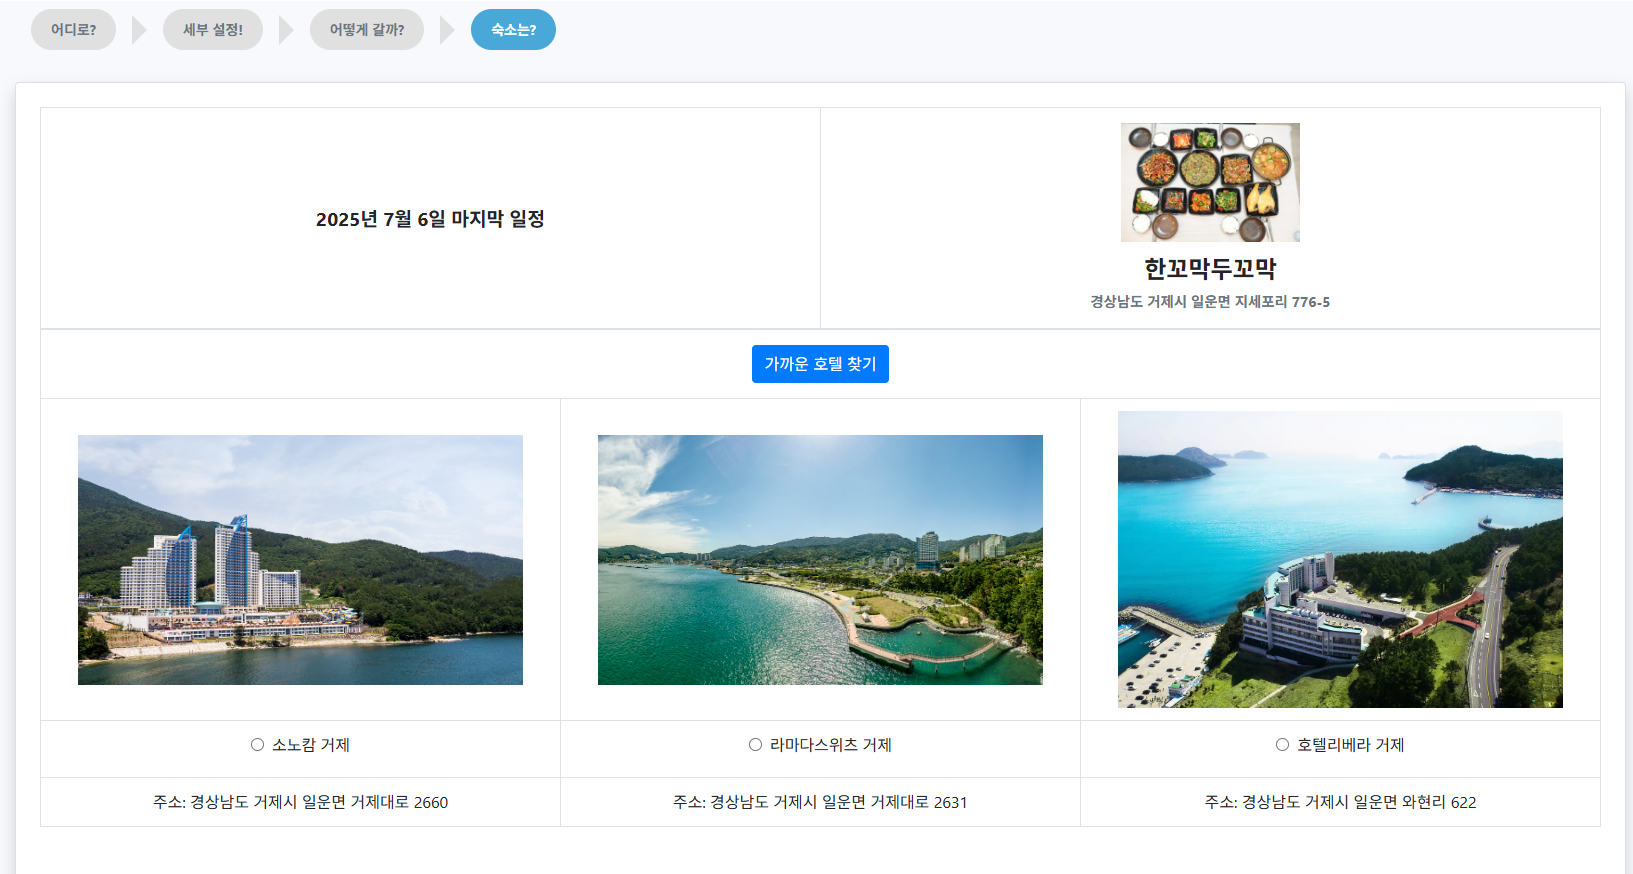 어디로?
세부 설정!
어떻게 갈까?
숙소는?
2025년 7월 6일 마지막 일정
한꼬막두꼬막
경상남도 거제시 일운면 지세포리 776-5
가까운 호텔 찾기
소노캄 거제
라마다스위츠 거제
호텔리베라 거제
주소: 경상남도 거제시 일운면 거제대로 2660
주소: 경상남도 거제시 일운면 거제대로 2631
주소: 경상남도 거제시 일운면 와현리 622